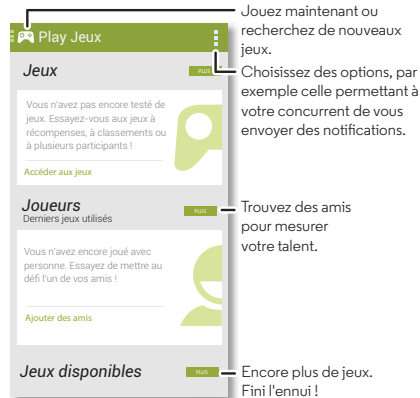 Play Jeux
Jeux
PLUS
Vous n'avez pas encore testé de
jeux. Essayez-vous aux jeux à
récompenses, à classements ou
à plusieurs participants !
Accéder aux jeux
Joueurs
Derniers jeux utilisés
PLUS
Vous n'avez encore joué avec
personne. Essayez de mettre au
défi l'un de vos amis !
Ajouter des amis
Jeux disponibles
PLUS
Jouez maintenant ou
recherchez de nouveaux
jeux.
Choisissez des options, par
exemple celle permettant à
votre concurrent de vous
envoyer des notifications.
Trouvez des amis
pour mesurer
votre talent.
Encore plus de jeux.
Fini l'ennui !